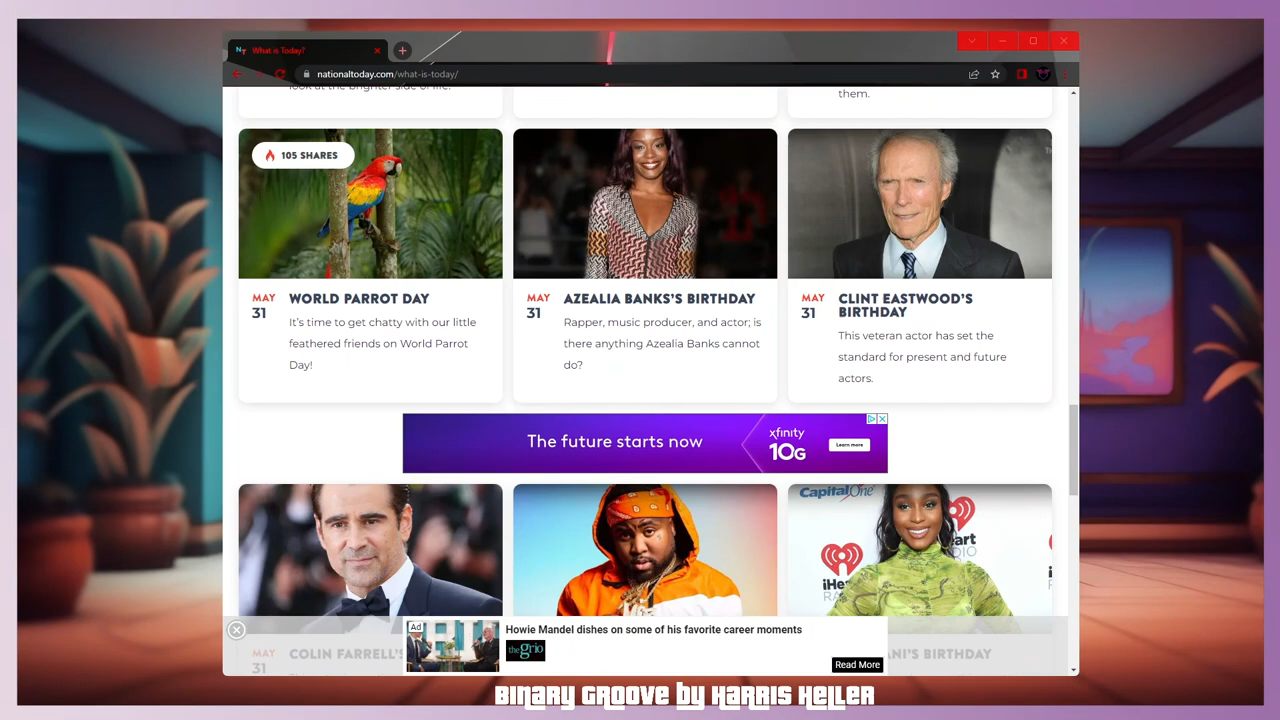 What is Today?
nationaltoday.com/what-is-today/
look at the brighter side of life.
them.
105 SHARES
MAY
31
WORLD PARROT DAY
It's time to get chatty with our little
feathered friends on World Parrot
Day!
MAY
31
AZEALIA BANKS'S BIRTHDAY
Rapper, music producer, and actor; is
there anything Azealia Banks cannot
do?
MAY
31
CLINT EASTWOOD'S
BIRTHDAY
This veteran actor has set the
standard for present and future
actors.
The future starts now
xfinity
10G
Learn more
Capital One
iHeart
RADIO
MAY
31
COLIN FARRELL'S
NI'S BIRTHDAY
Ad
Howie Mandel dishes on some of his favorite career moments
thegrio
Read More
BINARY GROOVE BY HARRIS HELLER